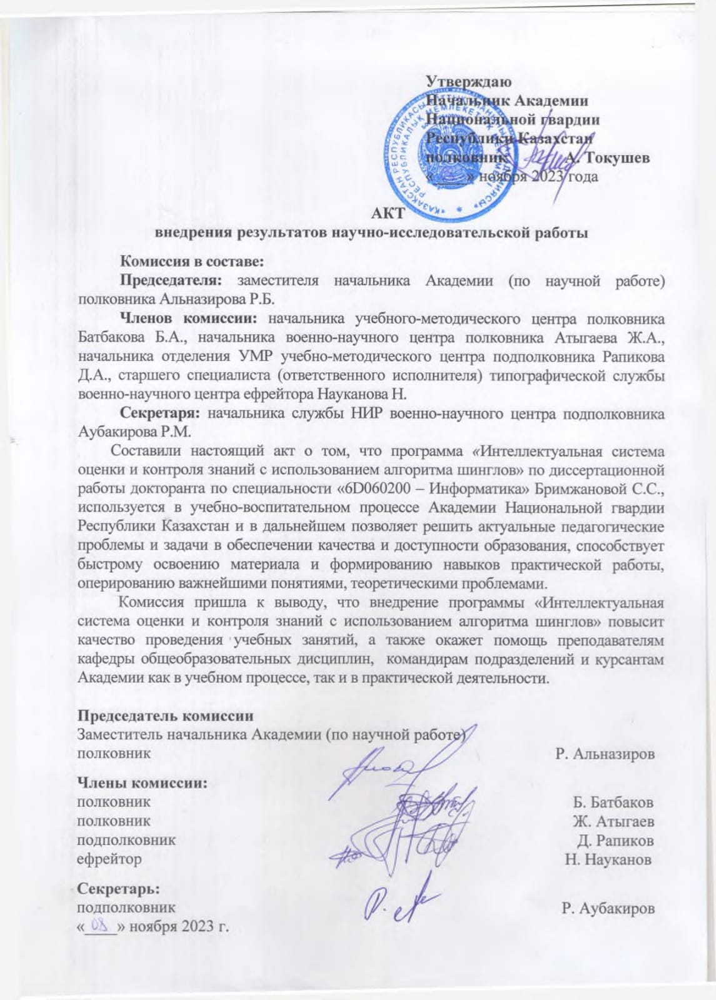 Утверждаю
Начальник Академии
Национальной гвардии
Республики Казахстан
полковник А. Токушев
«____» ноября 2023 года
АКТ
внедрения результатов научно-исследовательской работы
Комиссия в составе:
Председателя: заместителя начальника Академии (по научной работе)
полковника Альназирова Р.Б.
Членов комиссии: начальника учебного-методического центра полковника
Батбакова Б.А., начальника военно-научного центра полковника Атыгаева Ж.А.,
начальника отделения УМР учебно-методического центра подполковника Рапикова
Д.А., старшего специалиста (ответственного исполнителя) типографической службы
военно-научного центра ефрейтора Науканова Н.
Секретаря: начальника службы НИР военно-научного центра подполковника
Аубакирова Р.М.
Составили настоящий акт о том, что программа «Интеллектуальная система
оценки и контроля знаний с использованием алгоритма шинглов» по диссертационной
работы докторанта по специальности «6D060200 – Информатика» Бримжановой С.С.,
используется в учебно-воспитательном процессе Академии Национальной гвардии
Республики Казахстан и в дальнейшем позволяет решить актуальные педагогические
проблемы и задачи в обеспечении качества и доступности образования, способствует
быстрому освоению материала и формированию навыков практической работы,
оперированию важнейшими понятиями, теоретическими проблемами.
Комиссия пришла к выводу, что внедрение программы «Интеллектуальная
система оценки и контроля знаний с использованием алгоритма шинглов» повысит
качество проведения учебных занятий, а также окажет помощь преподавателям
кафедры общеобразовательных дисциплин, командирам подразделений и курсантам
Академии как в учебном процессе, так и в практической деятельности.
Председатель комиссии
Заместитель начальника Академии (по научной работе)
полковник Р. Альназиров
Члены комиссии:
полковник Б. Батбаков
полковник Ж. Атыгаев
подполковник Д. Рапиков
ефрейтор Н. Науканов
Секретарь:
подполковник Р. Аубакиров
«08» ноября 2023 г.